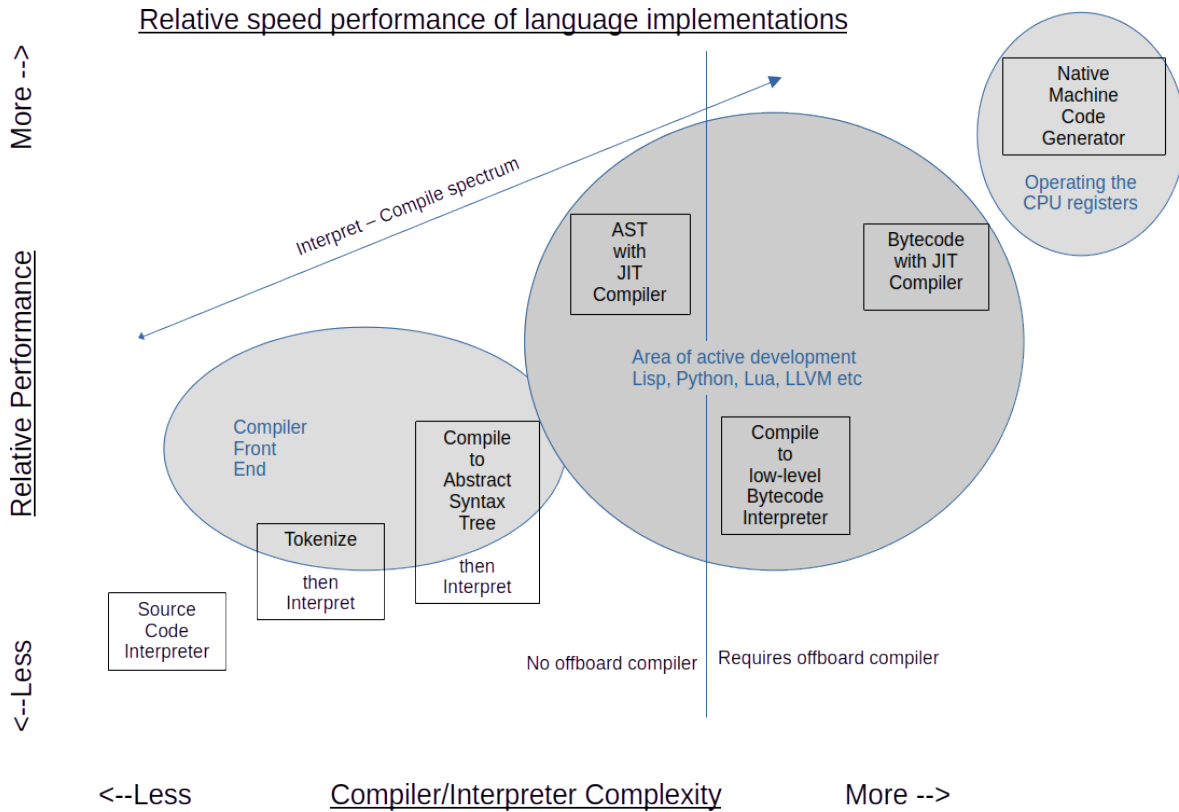 Relative speed performance of language implementations
More -->
Native
Machine
Code
Generator
Operating the
CPU registers
Interpret – Compile spectrum
AST
with
JIT
Compiler
Bytecode
with JIT
Compiler
Relative Performance
Area of active development
Lisp, Python, Lua, LLVM etc
Compiler
Front
End
Compile
to
Abstract
Syntax
Tree
then
Interpret
Compile
to
low-level
Bytecode
Interpreter
Tokenize
then
Interpret
Source
Code
Interpreter
No offboard compiler
Requires offboard compiler
<--Less
<--Less
Compiler/Interpreter Complexity
More -->